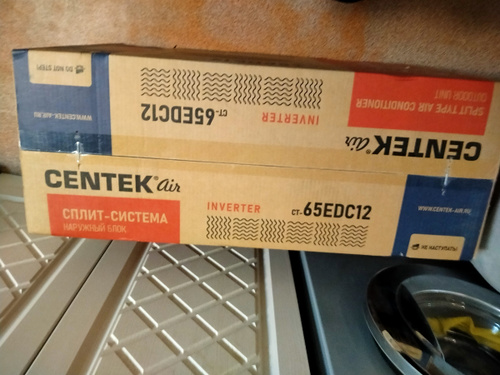 DO NOT STEP!
WWW.CENTEK-AIR.RU
CT-65EDC12
INVERTER
SPLIT TYPE AIR CONDITIONER
OUTDOOR UNIT
CENTEK Air
CENTEK® Air
СПЛИТ-СИСТЕМА
НАРУЖНЫЙ БЛОК
INVERTER
CT-65EDC12
WWW.CENTEK-AIR.RU
НЕ НАСТУПАТЬ!